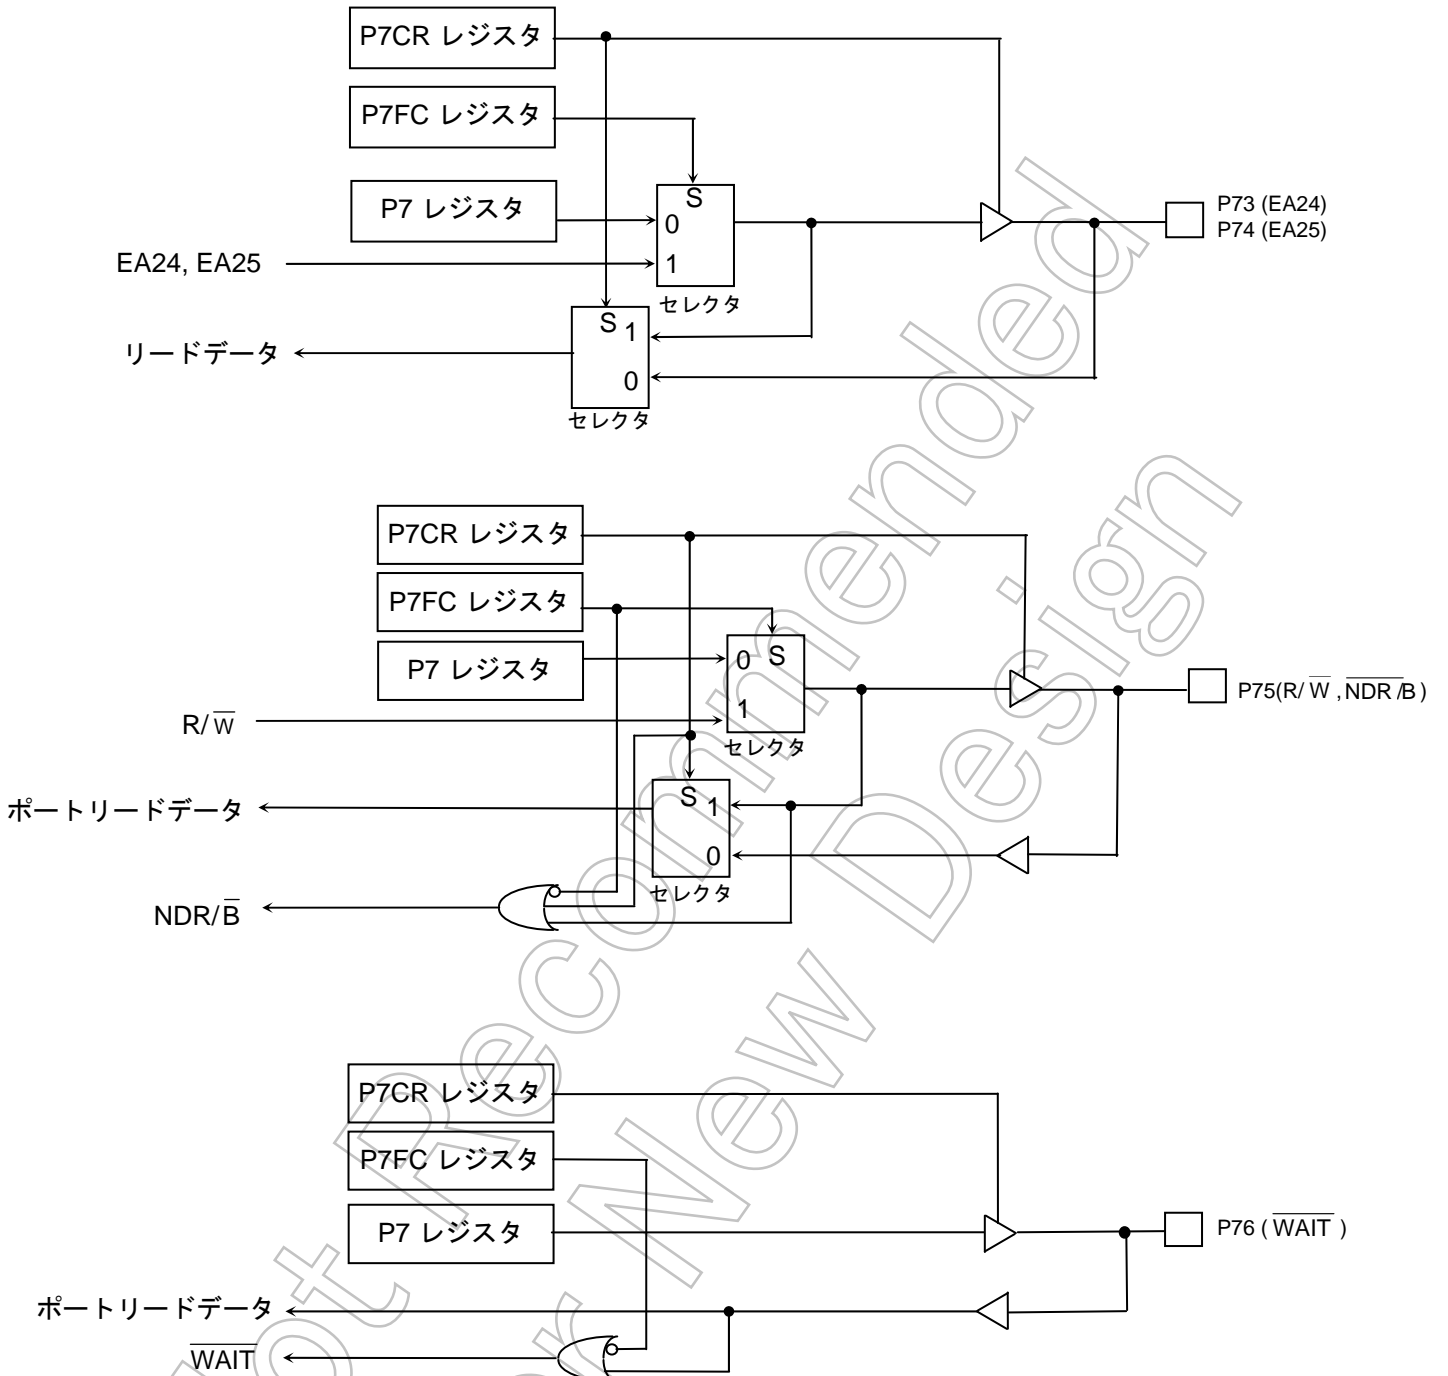 P7CR レジスタ
P7FC レジスタ
P7 レジスタ
S
0
1
セレクタ
EA24, EA25
P73 (EA24)
P74 (EA25)
S 1
0
セレクタ
リードデータ
P7CR レジスタ
P7FC レジスタ
P7 レジスタ
0 S
1
セレクタ
R/W
P75(R/ W , NDR /B )
S 1
0
セレクタ
ポートリードデータ
NDR/B
P7CR レジスタ
P7FC レジスタ
P7 レジスタ
P76 ( WAIT )
ポートリードデータ
WAIT
Not Recommended
for New Design